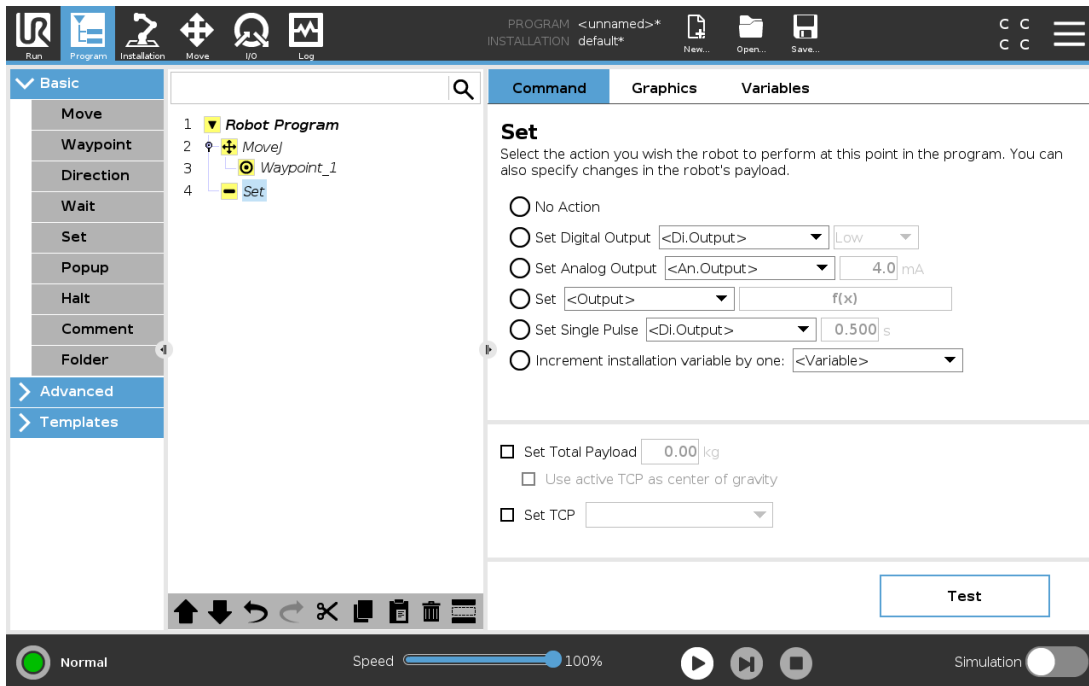 PROGRAM <unnamed>*
INSTALLATION default*
UR
Run
Program
Installation
Move
I/O
Log
New...
Open...
Save...
C C
C C
Basic
Move
Waypoint
Direction
Wait
Set
Popup
Halt
Comment
Folder
Advanced
Templates
1 Robot Program
2 MoveJ
3 Waypoint_1
4 Set
Command Graphics Variables
Set
Select the action you wish the robot to perform at this point in the program. You can
also specify changes in the robot's payload.
No Action
Set Digital Output <Di.Output> Low
Set Analog Output <An.Output> 4.0 mA
Set <Output> f(x)
Set Single Pulse <Di.Output> 0.500 s
Increment installation variable by one: <Variable>
Set Total Payload 0.00 kg
Use active TCP as center of gravity
Set TCP
Test
Normal
Speed 100%
Simulation